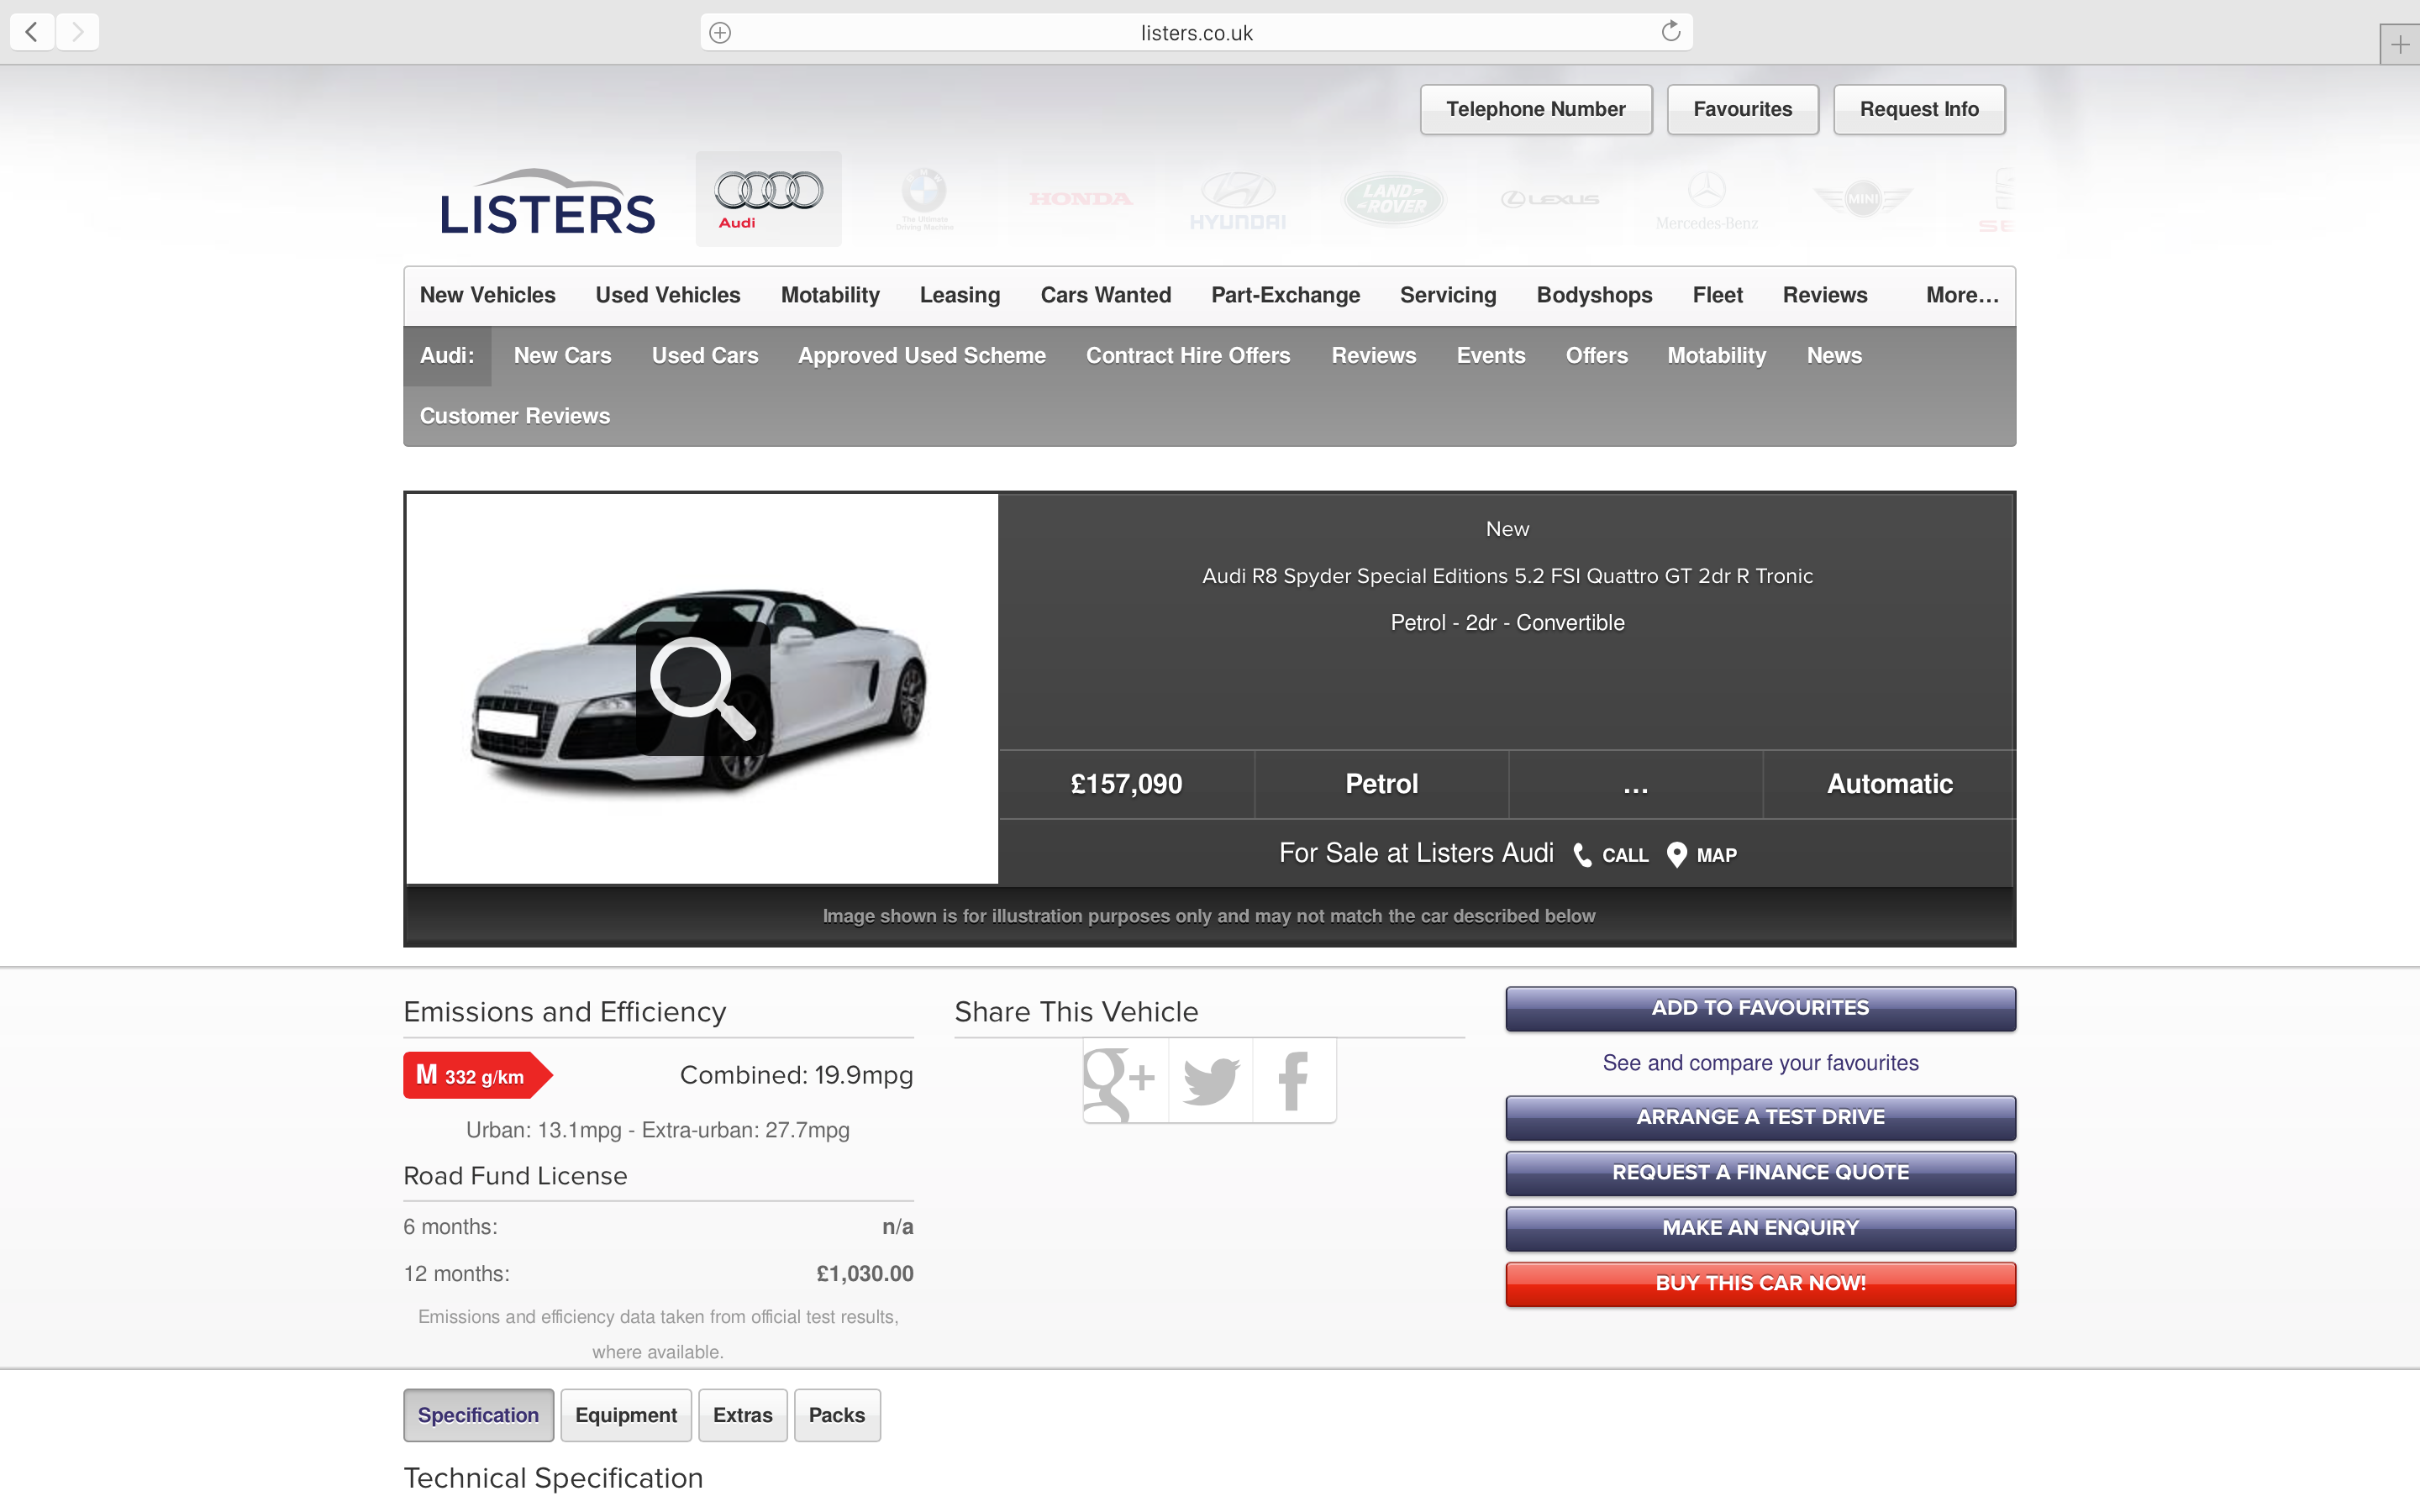 listers.co.uk
Telephone Number Favourites Request Info
LISTERS
Audi
The Ultimate
Driving Machine
HONDA
HYUNDAI
LAND-
ROVER
LEXUS
Mercedes-Benz
MINI
SE
New Vehicles Used Vehicles Motability Leasing Cars Wanted Part-Exchange Servicing Bodyshops Fleet Reviews More...
Audi: New Cars Used Cars Approved Used Scheme Contract Hire Offers Reviews Events Offers Motability News
Customer Reviews
New
Audi R8 Spyder Special Editions 5.2 FSI Quattro GT 2dr R Tronic
Petrol - 2dr - Convertible
£157,090 Petrol ... Automatic
For Sale at Listers Audi CALL MAP
Image shown is for illustration purposes only and may not match the car described below
Emissions and Efficiency
M 332 g/km Combined: 19.9mpg
Urban: 13.1mpg - Extra-urban: 27.7mpg
Road Fund License
6 months: n/a
12 months: £1,030.00
Emissions and efficiency data taken from official test results,
where available.
Share This Vehicle
g+ f
ADD TO FAVOURITES
See and compare your favourites
ARRANGE A TEST DRIVE
REQUEST A FINANCE QUOTE
MAKE AN ENQUIRY
BUY THIS CAR NOW!
Specification Equipment Extras Packs
Technical Specification